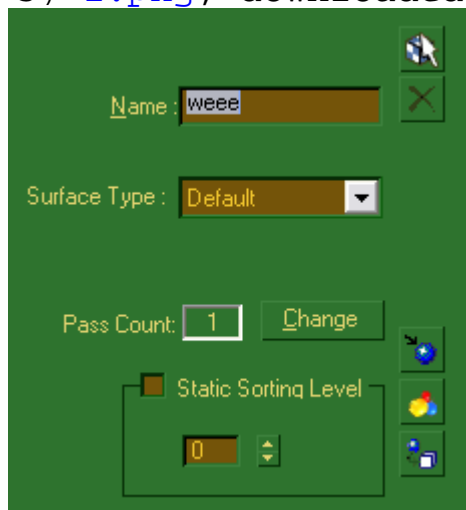 Name : weee
Surface Type : Default
Pass Count: 1 Change
Static Sorting Level
0